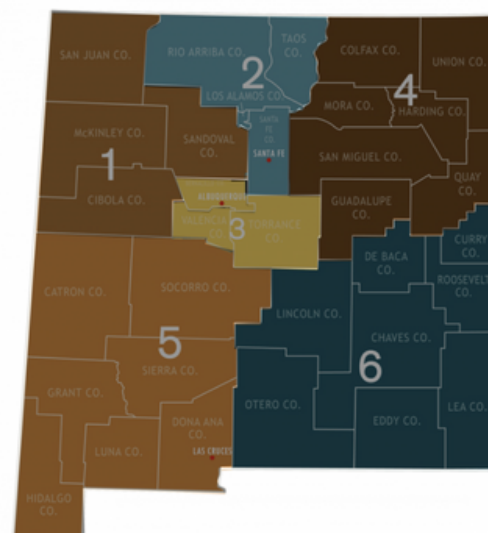 SAN JUAN CO.
RIO ARRIBA CO.
TAOS
CO.
COLFAX CO.
UNION CO.
2
LOS ALAMOS CO.
4
MORA CO.
HARDING CO.
McKINLEY CO.
SANDOVAL
CO.
SANTA
FE
CO.
SANTA FE
1
SAN MIGUEL CO.
QUAY
CO.
CIBOLA CO.
ALBUQUERQUE
GUADALUPE
CO.
VALENCIA
CO.
3
TORRANCE
CO.
CURRY
CO.
DE BACA
CO.
ROOSEVELT
CO.
CATRON CO.
SOCORRO CO.
LINCOLN CO.
CHAVES CO.
5
SIERRA CO.
6
GRANT CO.
OTERO CO.
LEA CO.
DONA ANA
CO.
EDDY CO.
LUNA CO.
LAS CRUCES
HIDALGO
CO.